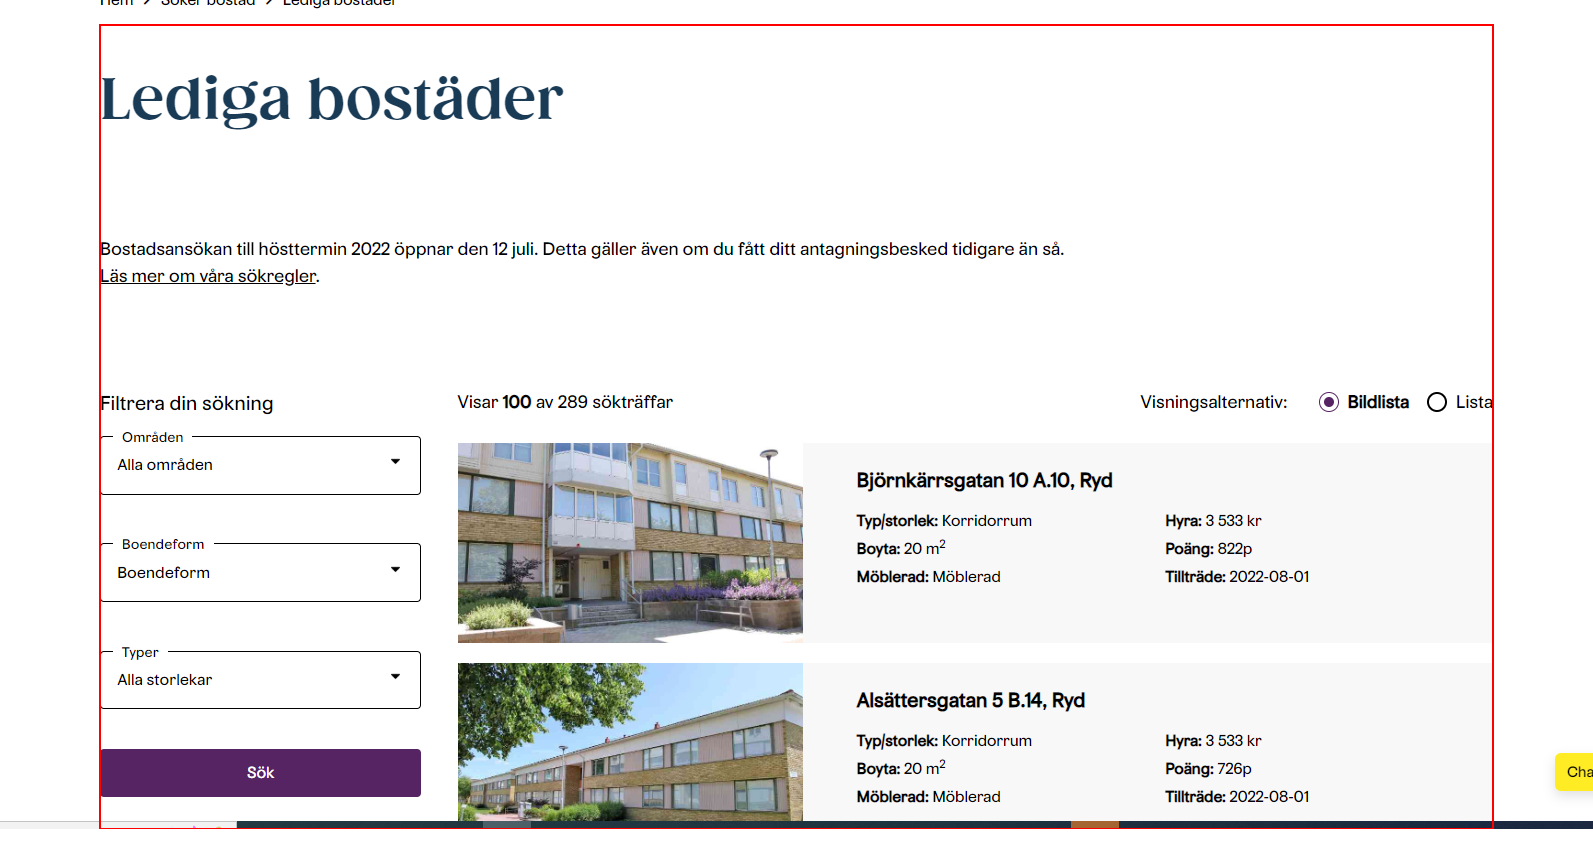 Hem > Söker bostad > Lediga bostäder
Lediga bostäder
Bostadsansökan till hösttermin 2022 öppnar den 12 juli. Detta gäller även om du fått ditt antagningsbesked tidigare än så.
Läs mer om våra sökregler.
Filtrera din sökning
Områden
Alla områden
Boendeform
Boendeform
Typer
Alla storlekar
Sök
Visar 100 av 289 sökträffar
Visningsalternativ: Bildlista Lista
Björnkärrsgatan 10 A.10, Ryd
Typ/storlek: Korridorrum Hyra: 3 533 kr
Boyta: 20 m² Poäng: 822p
Möblerad: Möblerad Tillträde: 2022-08-01
Alsättersgatan 5 B.14, Ryd
Typ/storlek: Korridorrum Hyra: 3 533 kr
Boyta: 20 m² Poäng: 726p
Möblerad: Möblerad Tillträde: 2022-08-01
Cha